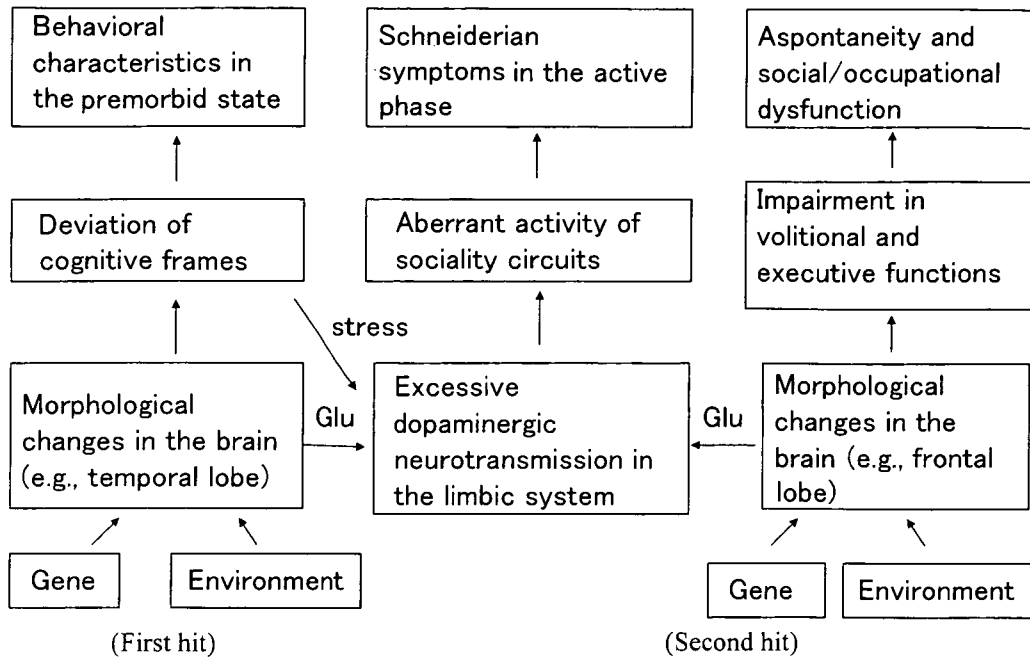 Behavioral
characteristics in
the premorbid state
Schneiderian
symptoms in the active
phase
Aspontaneity and
social/occupational
dysfunction
Deviation of
cognitive frames
Aberrant activity of
sociality circuits
Impairment in
volitional and
executive functions
stress
Morphological
changes in the brain
(e.g., temporal lobe)
Glu
Excessive
dopaminergic
neurotransmission in
the limbic system
Glu
Morphological
changes in the
brain (e.g., frontal
lobe)
Gene
Environment
Gene
Environment
(First hit)
(Second hit)